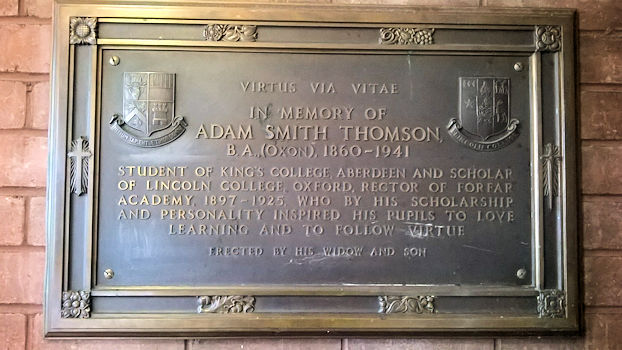 VIRTUS VIA VITAE
IN MEMORY OF
ADAM SMITH THOMSON,
B.A., (OXON), 1860-1941
STUDENT OF KING'S COLLEGE, ABERDEEN AND SCHOLAR
OF LINCOLN COLLEGE, OXFORD, RECTOR OF FORFAR
ACADEMY, 1897-1925, WHO BY HIS SCHOLARSHIP
AND PERSONALITY INSPIRED HIS PUPILS TO LOVE
LEARNING AND TO FOLLOW VIRTUE
ERECTED BY HIS WIDOW AND SON
LINCOLN COLLEGE